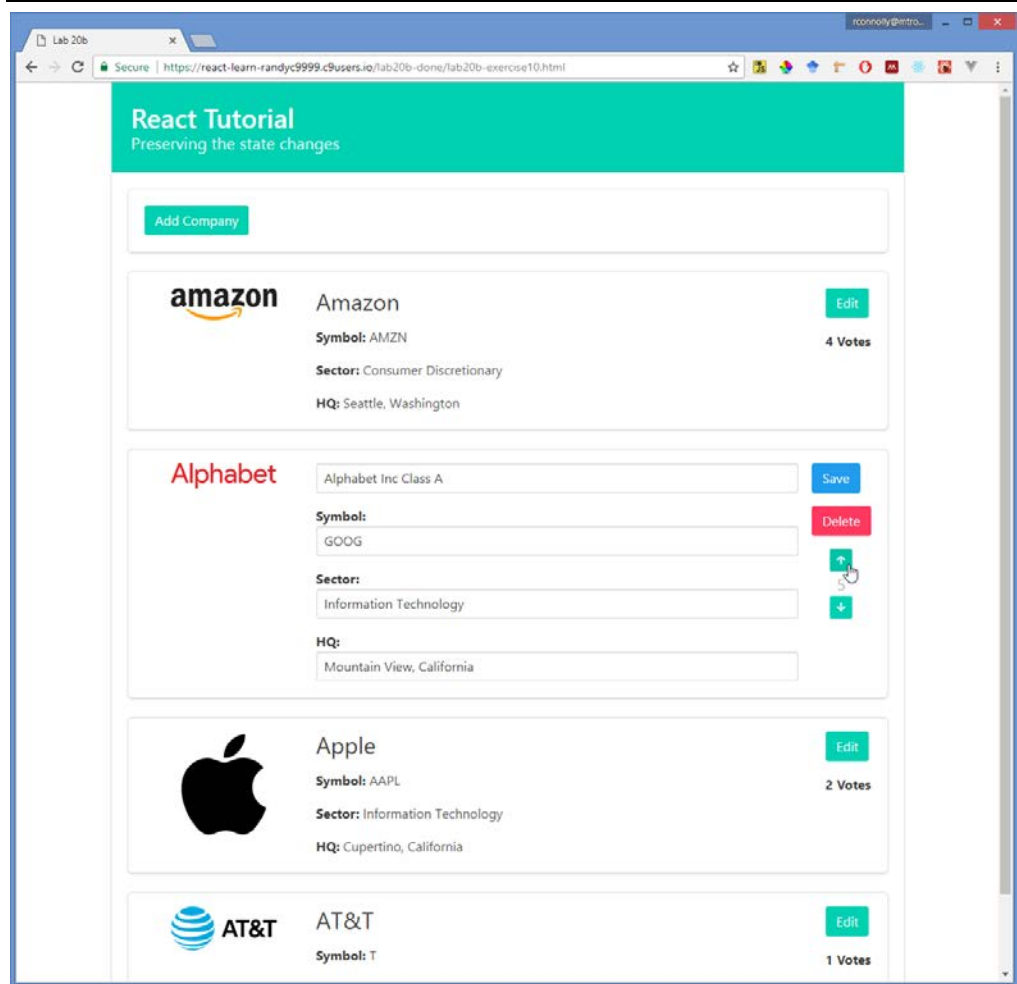 rconnolly@mtro...
Lab 20b
Secure | https://react-learn-randyc9999.c9users.io/lab20b-done/lab20b-exercise10.html
React Tutorial
Preserving the state changes
Add Company
amazon
Amazon
Edit
Symbol: AMZN
4 Votes
Sector: Consumer Discretionary
HQ: Seattle, Washington
Alphabet
Alphabet Inc Class A
Save
Symbol:
Delete
GOOG
Sector:
5
Information Technology
HQ:
Mountain View, California
Apple
Edit
Symbol: AAPL
2 Votes
Sector: Information Technology
HQ: Cupertino, California
AT&T
AT&T
Edit
Symbol: T
1 Votes